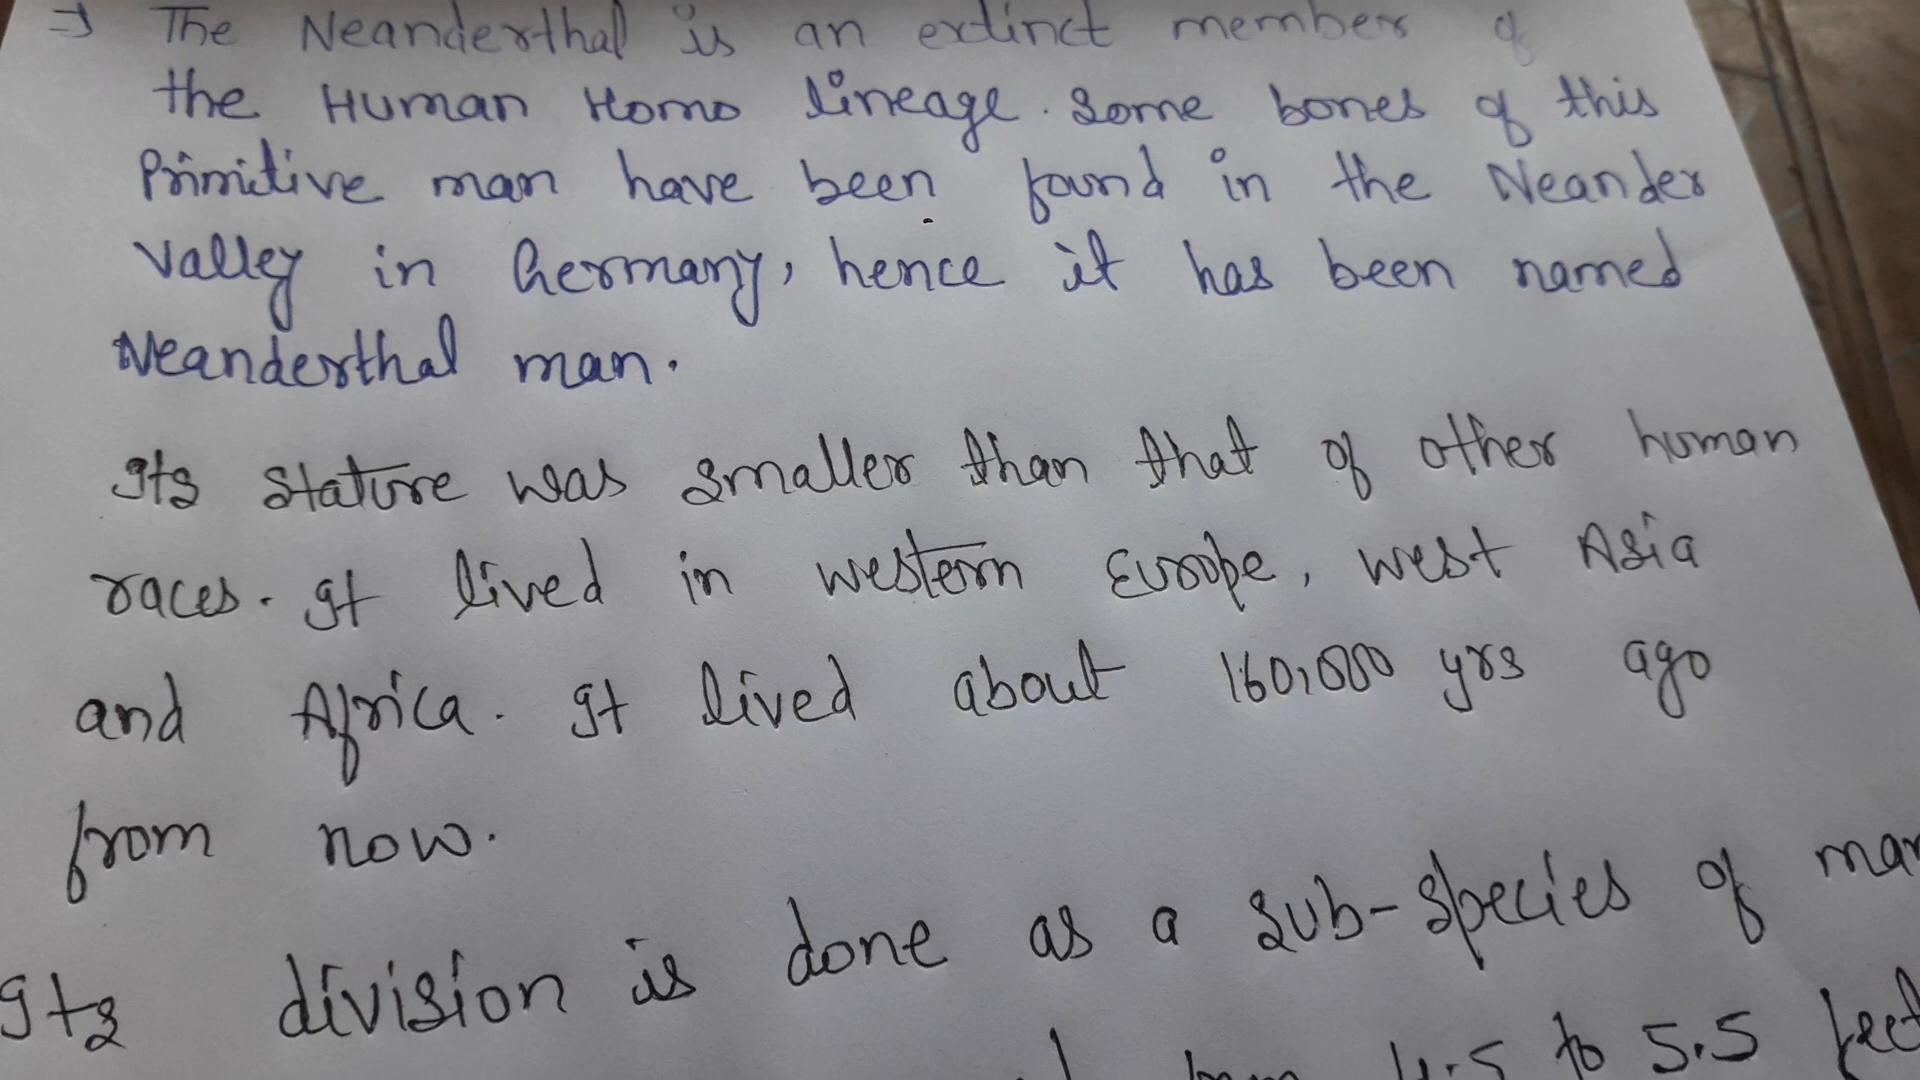 → The Neanderthal is an extinct member of
the Human Homo lineage. Some bones of this
Primitive man have been found in the Neander
Valley in Germany, hence it has been named
Neanderthal man.
Its stature was smaller than that of other human
races. It lived in western Europe, west Asia
and Africa. It lived about 160,000 yrs ago
from now.
Its division is done as a sub-species of man
4.5 to 5.5 feet